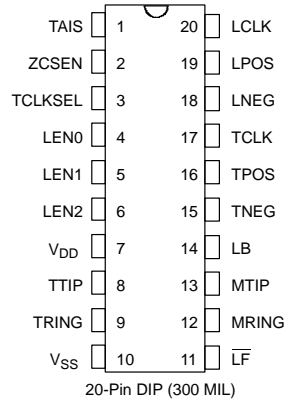 TAIS 1 20 LCLK
ZCSEN 2 19 LPOS
TCLKSEL 3 18 LNEG
LEN0 4 17 TCLK
LEN1 5 16 TPOS
LEN2 6 15 TNEG
VDD 7 14 LB
TTIP 8 13 MTIP
TRING 9 12 MRING
VSS 10 11 L̅F̅
20-Pin DIP (300 MIL)